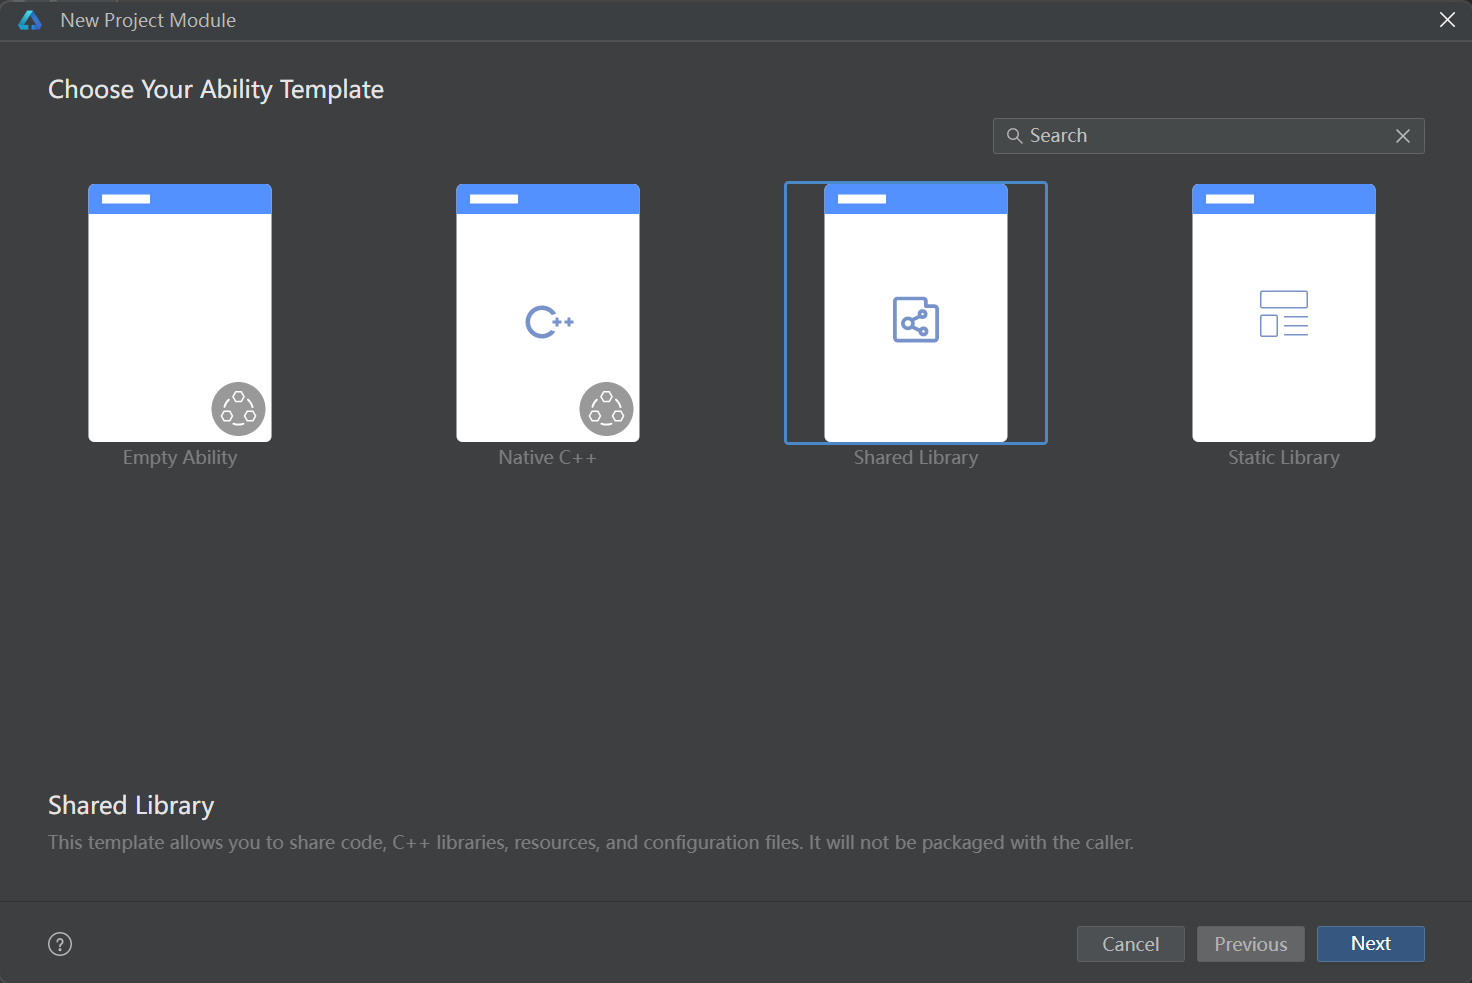 New Project Module
Choose Your Ability Template
Search
C++
Empty Ability
Native C++
Shared Library
Static Library
Shared Library
This template allows you to share code, C++ libraries, resources, and configuration files. It will not be packaged with the caller.
?
Cancel
Previous
Next